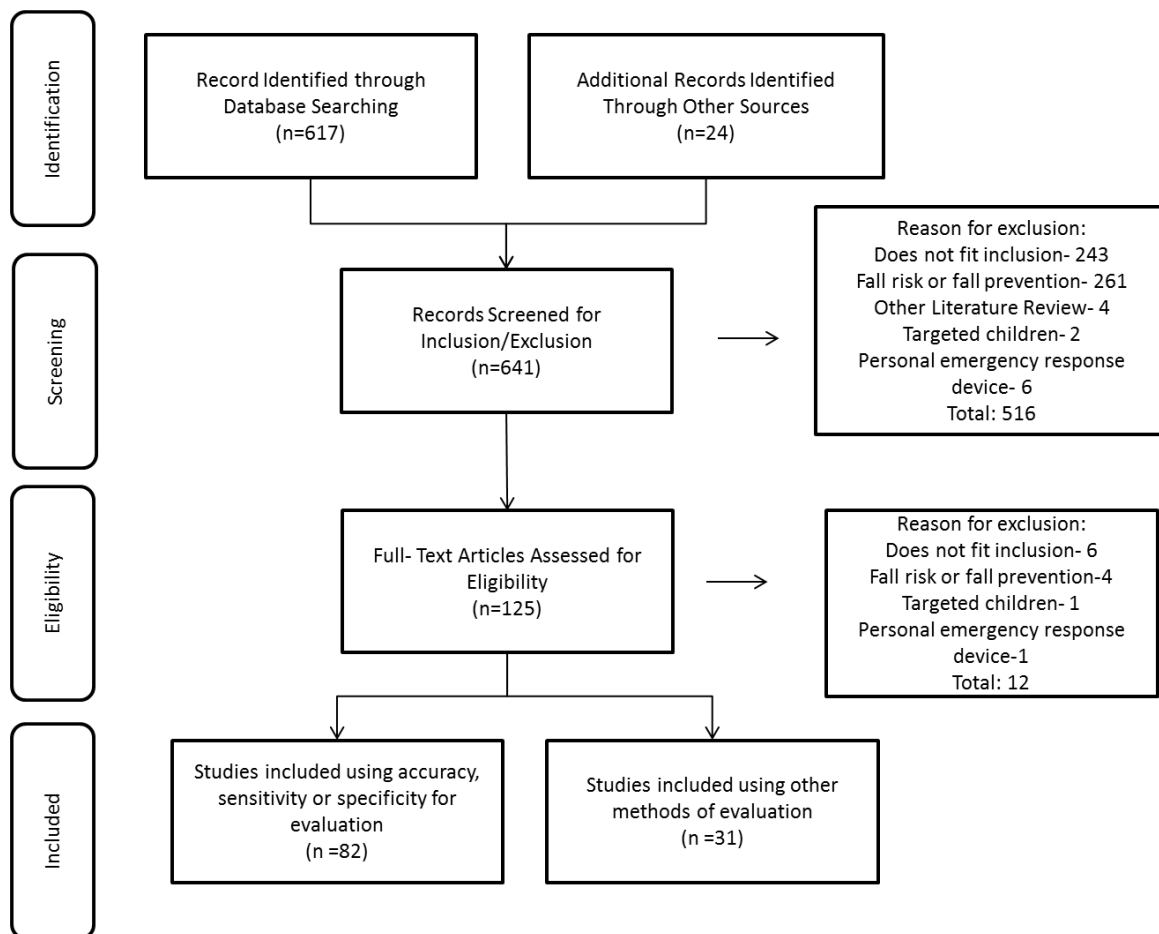 Identification
Record Identified through
Database Searching
(n=617)
Additional Records Identified
Through Other Sources
(n=24)
Screening
Records Screened for
Inclusion/Exclusion
(n=641)
Reason for exclusion:
Does not fit inclusion- 243
Fall risk or fall prevention- 261
Other Literature Review- 4
Targeted children- 2
Personal emergency response
device- 6
Total: 516
Eligibility
Full- Text Articles Assessed for
Eligibility
(n=125)
Reason for exclusion:
Does not fit inclusion- 6
Fall risk or fall prevention-4
Targeted children- 1
Personal emergency response
device-1
Total: 12
Included
Studies included using accuracy,
sensitivity or specificity for
evaluation
(n =82)
Studies included using other
methods of evaluation
(n =31)